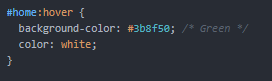 #home:hover {
  background-color: #3b8f50; /* Green */
  color: white;
}